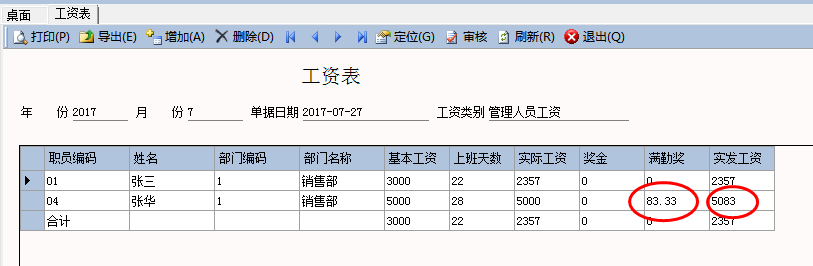 桌面 工资表
打印(P) 导出(E) 增加(A) 删除(D) 定位(G) 审核 刷新(R) 退出(Q)
工资表
年 份 2017 月 份 7 单据日期 2017-07-27 工资类别 管理人员工资
职员编码 姓名 部门编码 部门名称 基本工资 上班天数 实际工资 奖金 满勤奖 实发工资
01 张三 1 销售部 3000 22 2357 0 0 2357
04 张华 1 销售部 5000 28 5000 0 83.33 5083
合计 3000 22 2357 0 0 2357